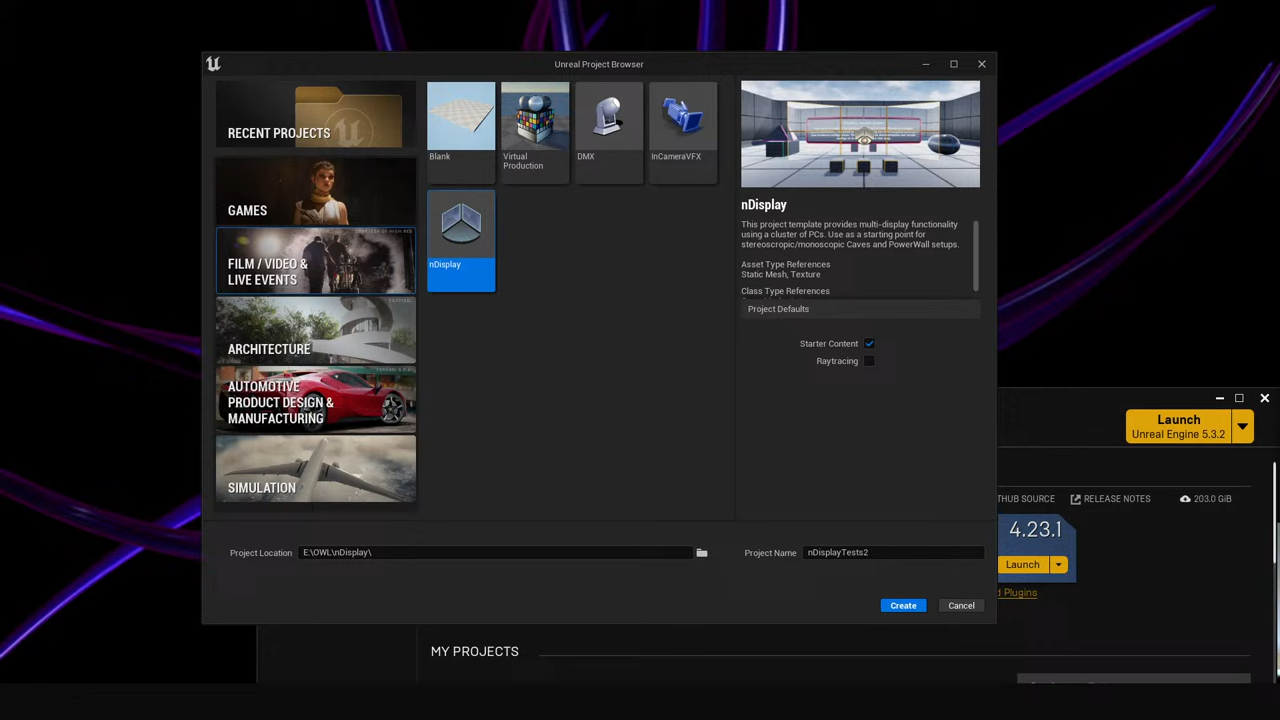 Unreal Project Browser
RECENT PROJECTS
GAMES
FILM / VIDEO &
LIVE EVENTS
ARCHITECTURE
AUTOMOTIVE
PRODUCT DESIGN &
MANUFACTURING
SIMULATION
Blank
Virtual
Production
DMX
InCameraVFX
nDisplay
nDisplay
This project template provides multi-display functionality
using a cluster of PCs. Use as a starting point for
stereoscropic/monoscopic Caves and PowerWall setups.
Asset Type References
Static Mesh, Texture
Class Type References
Project Defaults
Starter Content
Raytracing
Project Location
E:\OWL\nDisplay\
Project Name
nDisplayTests2
Create
Cancel
Launch
Unreal Engine 5.3.2
THUB SOURCE
RELEASE NOTES
203.0 GiB
4.23.1
Launch
d Plugins
MY PROJECTS